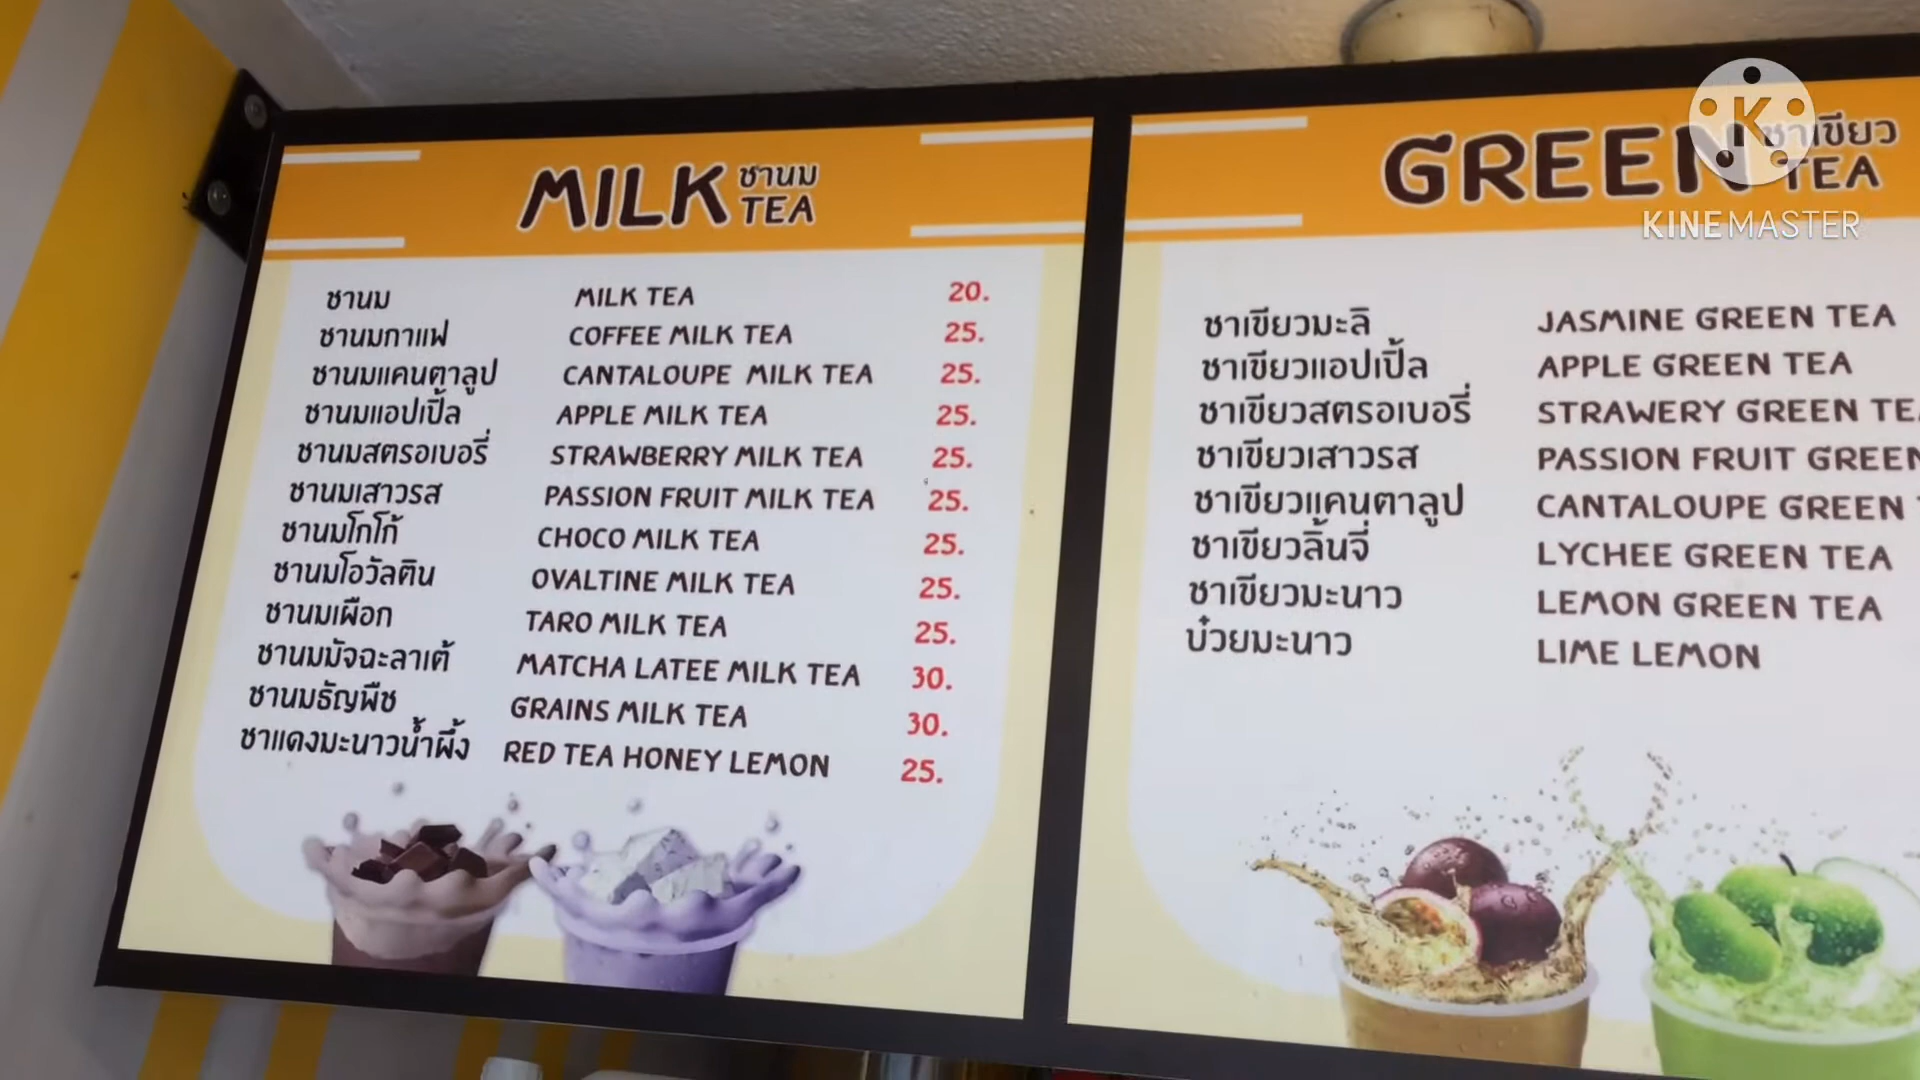 MILK ชานม TEA
ชานม MILK TEA 20.
ชานมกาแฟ COFFEE MILK TEA 25.
ชานมแคนตาลูป CANTALOUPE MILK TEA 25.
ชานมแอปเปิ้ล APPLE MILK TEA 25.
ชานมสตรอเบอรี่ STRAWBERRY MILK TEA 25.
ชานมเสาวรส PASSION FRUIT MILK TEA 25.
ชานมโกโก้ CHOCO MILK TEA 25.
ชานมโอวัลติน OVALTINE MILK TEA 25.
ชานมเผือก TARO MILK TEA 25.
ชานมมัจฉะลาเต้ MATCHA LATEE MILK TEA 30.
ชานมธัญพืช GRAINS MILK TEA 30.
ชาแดงมะนาวน้ำผึ้ง RED TEA HONEY LEMON 25.
GREEN ชาเขียว TEA
ชาเขียวมะลิ JASMINE GREEN TEA
ชาเขียวแอปเปิ้ล APPLE GREEN TEA
ชาเขียวสตรอเบอรี่ STRAWERY GREEN
ชาเขียวเสาวรส PASSION FRUIT GREEN
ชาเขียวแคนตาลูป CANTALOUPE GREEN
ชาเขียวลิ้นจี่ LYCHEE GREEN TEA
ชาเขียวมะนาว LEMON GREEN TEA
บ๋วยมะนาว LIME LEMON
K
KINEMASTER